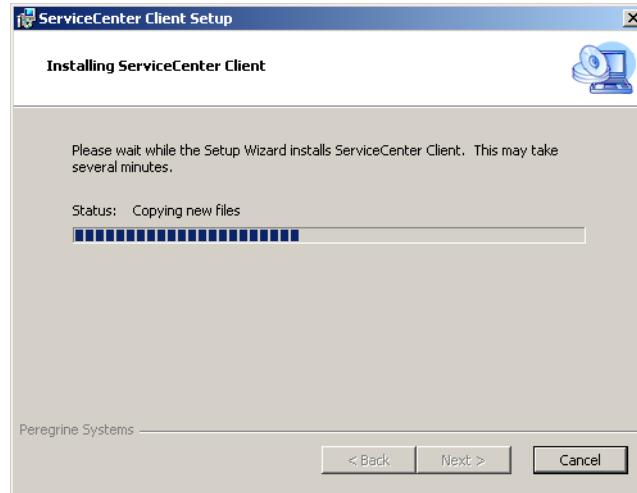 ServiceCenter Client Setup
Installing ServiceCenter Client
Please wait while the Setup Wizard installs ServiceCenter Client. This may take
several minutes.
Status: Copying new files
Peregrine Systems
< Back Next > Cancel